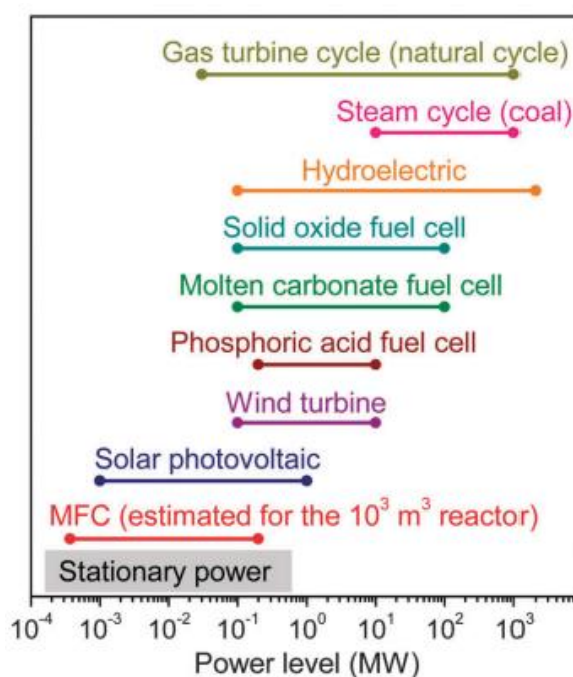 Gas turbine cycle (natural cycle)
Steam cycle (coal)
Hydroelectric
Solid oxide fuel cell
Molten carbonate fuel cell
Phosphoric acid fuel cell
Wind turbine
Solar photovoltaic
MFC (estimated for the 10³ m³ reactor)
Stationary power
10⁻⁴ 10⁻³ 10⁻² 10⁻¹ 10⁰ 10¹ 10² 10³
Power level (MW)